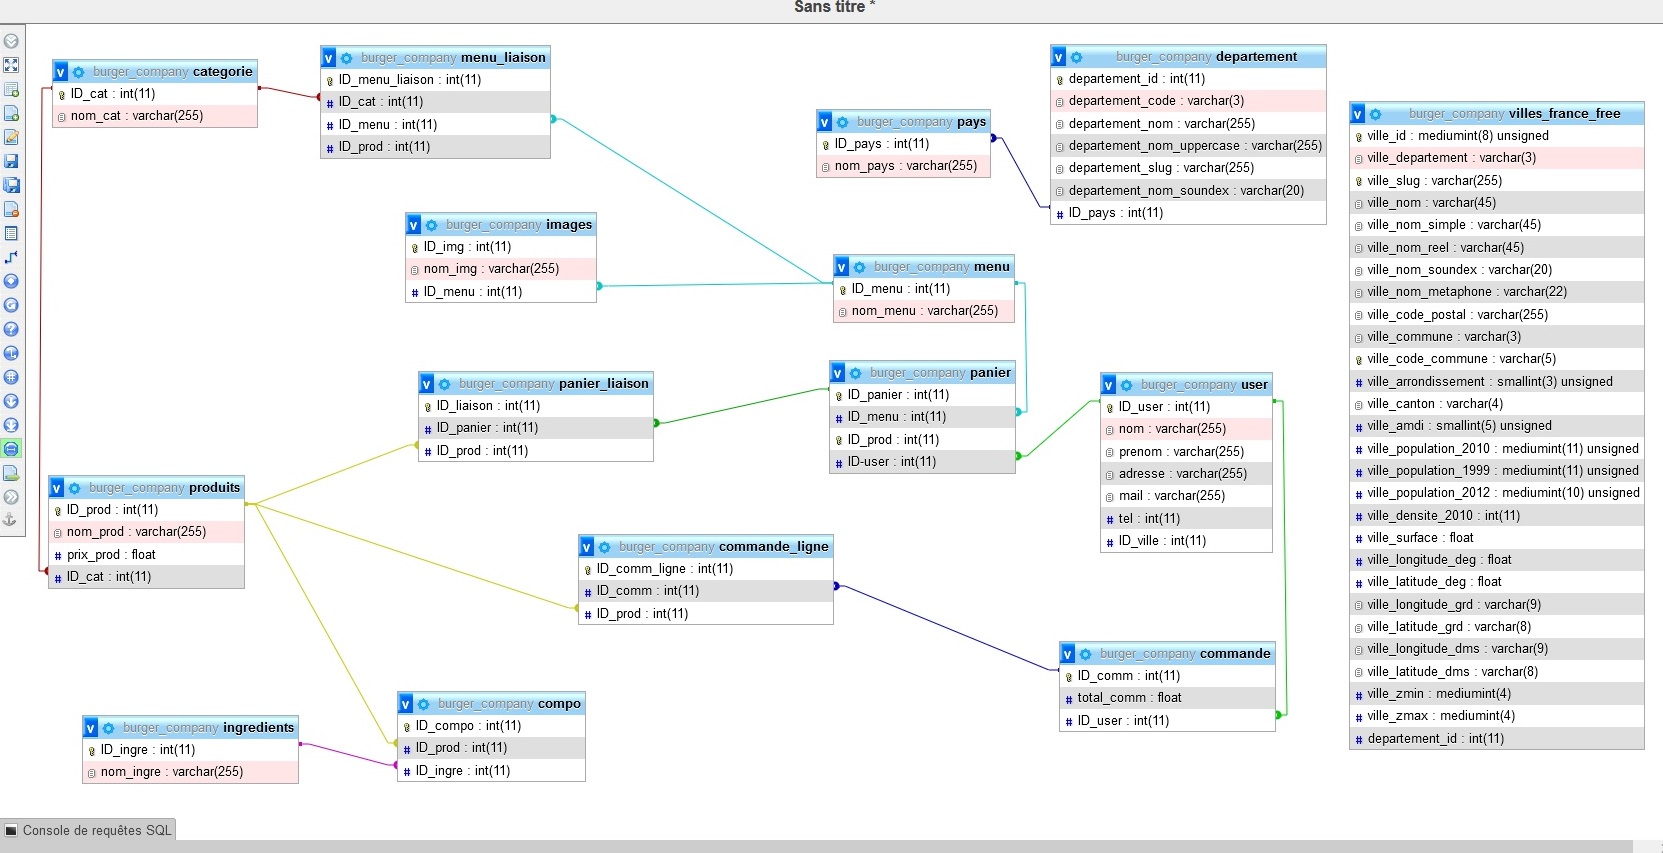 Sans titre *
burger_company categorie
ID_cat : int(11)
nom_cat : varchar(255)
burger_company menu_liaison
ID_menu_liaison : int(11)
ID_cat : int(11)
ID_menu : int(11)
ID_prod : int(11)
burger_company pays
ID_pays : int(11)
nom_pays : varchar(255)
burger_company departement
departement_id : int(11)
departement_code : varchar(3)
departement_nom : varchar(255)
departement_nom_uppercase : varchar(255)
departement_slug : varchar(255)
departement_nom_soundex : varchar(20)
ID_pays : int(11)
burger_company villes_france_free
ville_id : mediumint(8) unsigned
ville_departement : varchar(3)
ville_slug : varchar(255)
ville_nom : varchar(45)
ville_nom_simple : varchar(45)
ville_nom_reel : varchar(45)
ville_nom_soundex : varchar(20)
ville_nom_metaphone : varchar(22)
ville_code_postal : varchar(255)
ville_commune : varchar(3)
ville_code_commune : varchar(5)
ville_arrondissement : smallint(3) unsigned
ville_canton : varchar(4)
ville_amdi : smallint(5) unsigned
ville_population_2010 : mediumint(11) unsigned
ville_population_1999 : mediumint(11) unsigned
ville_population_2012 : mediumint(10) unsigned
ville_densite_2010 : int(11)
ville_surface : float
ville_longitude_deg : float
ville_latitude_deg : float
ville_longitude_grd : varchar(9)
ville_latitude_grd : varchar(8)
ville_longitude_dms : varchar(9)
ville_latitude_dms : varchar(8)
ville_zmin : mediumint(4)
ville_zmax : mediumint(4)
departement_id : int(11)
burger_company images
ID_img : int(11)
nom_img : varchar(255)
ID_menu : int(11)
burger_company menu
ID_menu : int(11)
nom_menu : varchar(255)
burger_company panier_liaison
ID_liaison : int(11)
ID_panier : int(11)
ID_prod : int(11)
burger_company panier
ID_panier : int(11)
ID_menu : int(11)
ID_prod : int(11)
ID-user : int(11)
burger_company user
ID_user : int(11)
nom : varchar(255)
prenom : varchar(255)
adresse : varchar(255)
mail : varchar(255)
tel : int(11)
ID_ville : int(11)
burger_company produits
ID_prod : int(11)
nom_prod : varchar(255)
prix_prod : float
ID_cat : int(11)
burger_company commande_ligne
ID_comm_ligne : int(11)
ID_comm : int(11)
ID_prod : int(11)
burger_company commande
ID_comm : int(11)
total_comm : float
ID_user : int(11)
burger_company ingredients
ID_ingre : int(11)
nom_ingre : varchar(255)
burger_company compo
ID_compo : int(11)
ID_prod : int(11)
ID_ingre : int(11)
Console de requêtes SQL